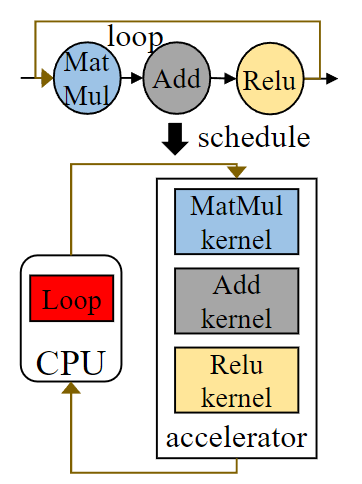 loop
Mat
Mul
Add
Relu
schedule
MatMul
kernel
Add
kernel
Relu
kernel
accelerator
Loop
CPU